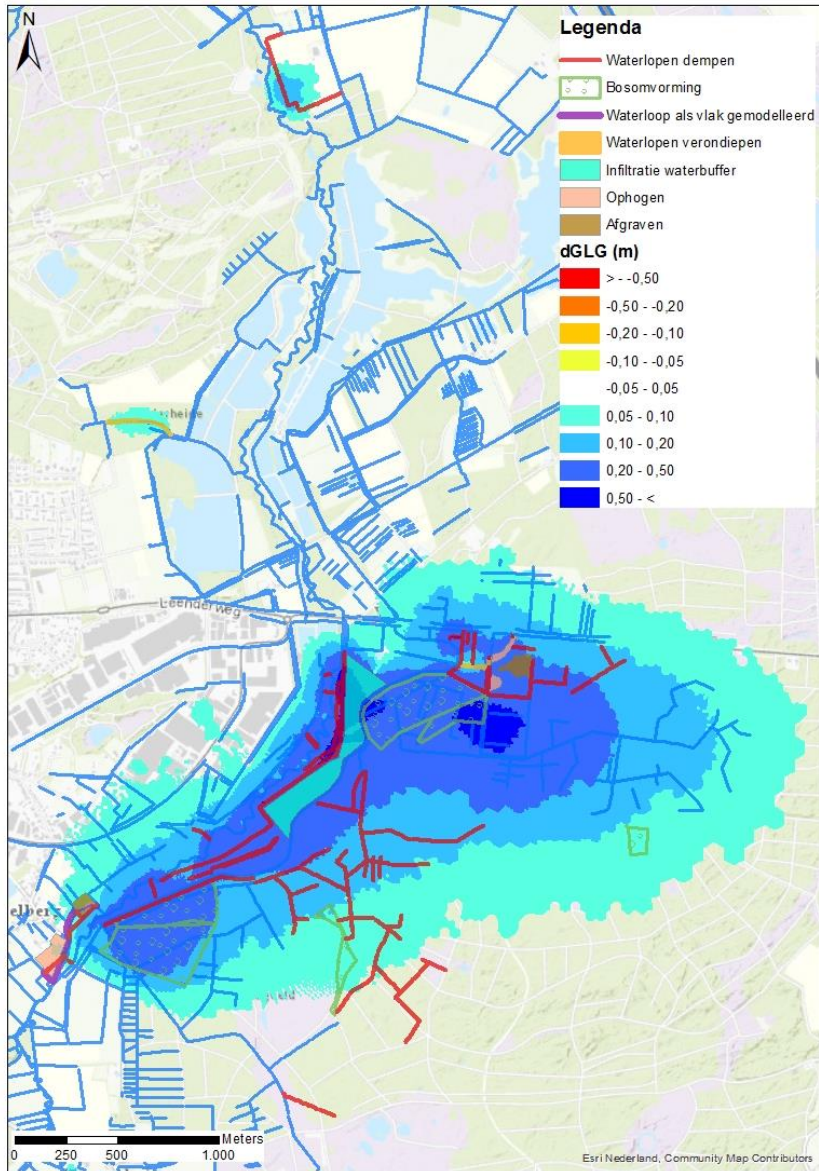 N
Legenda
Waterlopen dempen
Bosomvorming
Waterloop als vlak gemodelleerd
Waterlopen verondiepen
Infiltratie waterbuffer
Ophogen
Afgraven
dGLG (m)
> - -0,50
-0,50 - -0,20
-0,20 - -0,10
-0,10 - -0,05
-0,05 - 0,05
0,05 - 0,10
0,10 - 0,20
0,20 - 0,50
0,50 - <
Leenderweg
Meters
0 250 500 1.000
Esri Nederland, Community Map Contributors